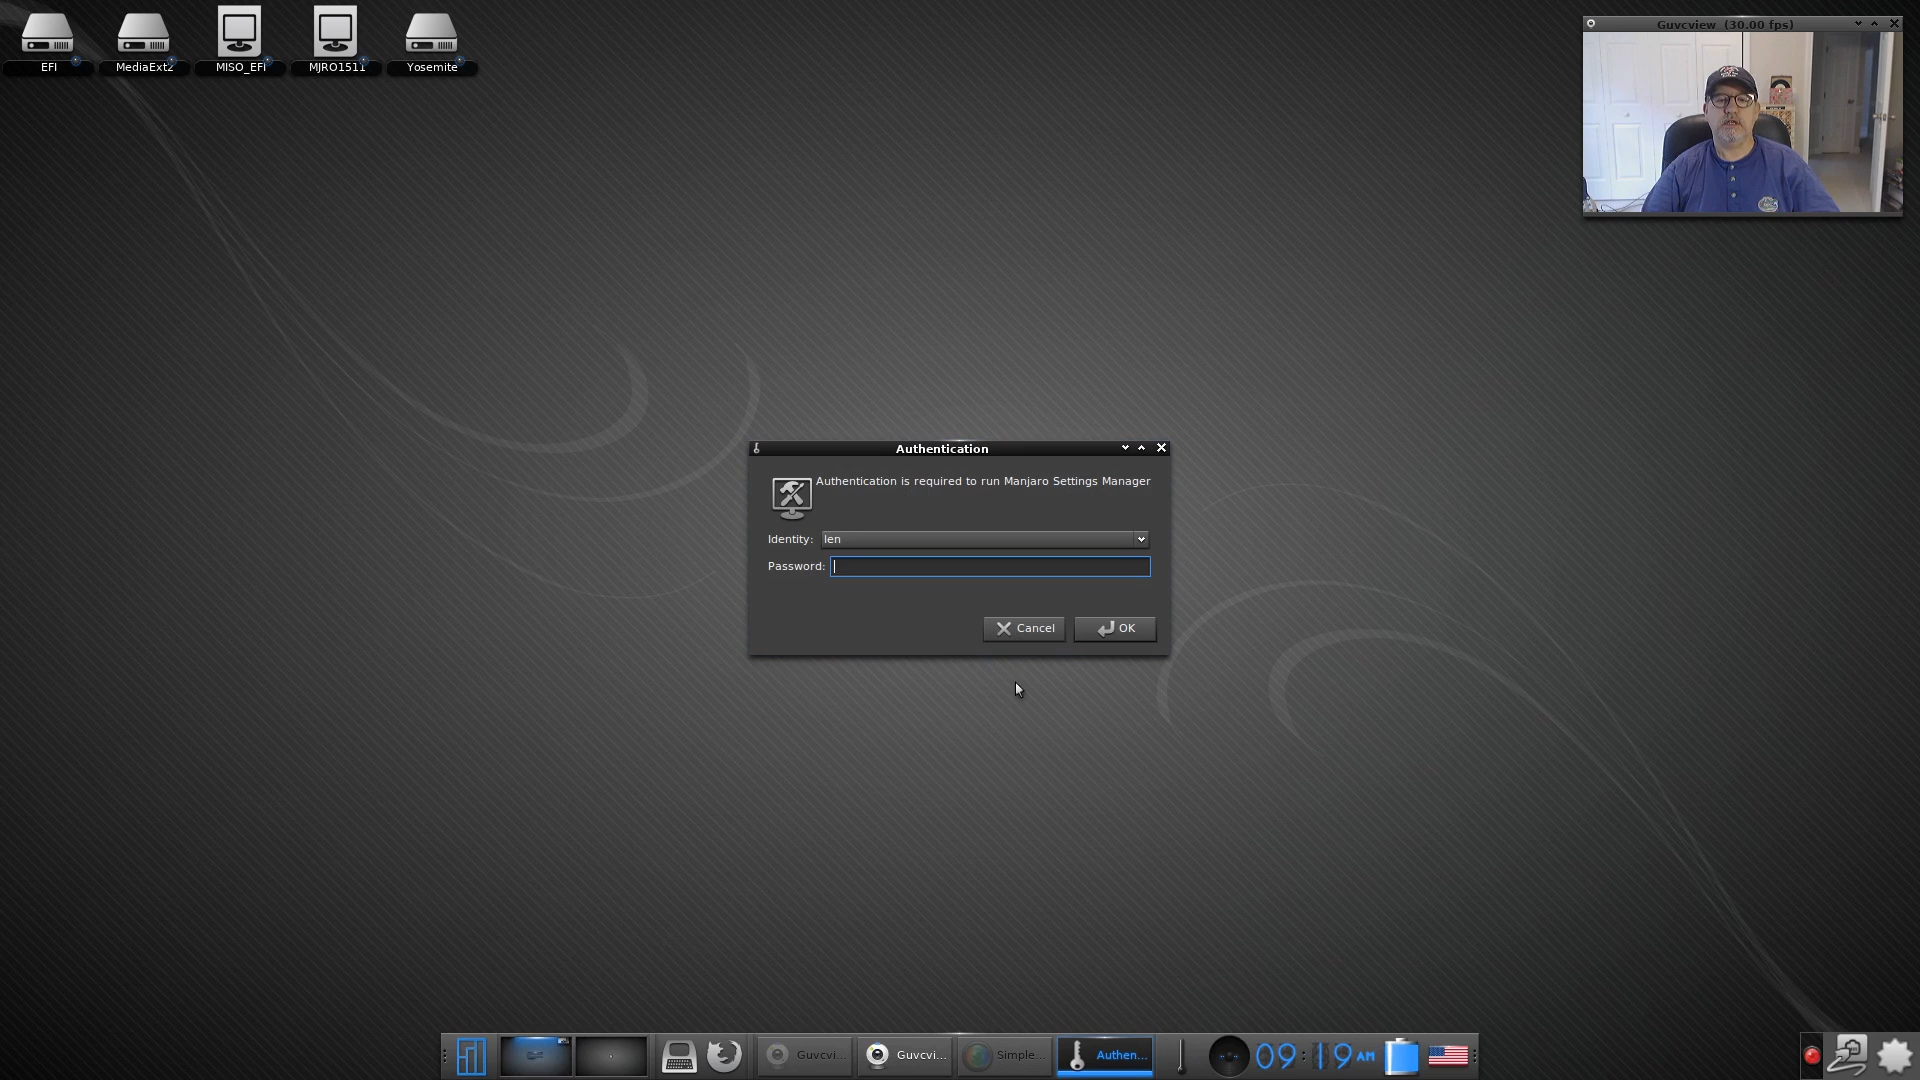 EFI
MediaExt2
MISO_EFI
MJRO1511
Yosemite
Guvcview (30.00 fps)
Authentication
Authentication is required to run Manjaro Settings Manager
Identity: len
Password:
Cancel
OK
Guvcvi...
Guvcvi...
Simple...
Authen...
09:19 AM